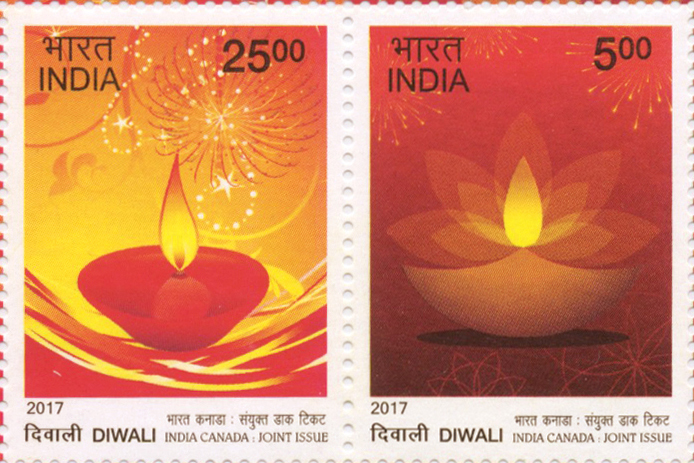 भारत
INDIA
2500
2017
भारत कनाडा : संयुक्त डाक टिकट
दिवाली DIWALI INDIA CANADA : JOINT ISSUE
भारत
INDIA
500
2017
भारत कनाडा : संयुक्त डाक टिकट
दिवाली DIWALI INDIA CANADA : JOINT ISSUE